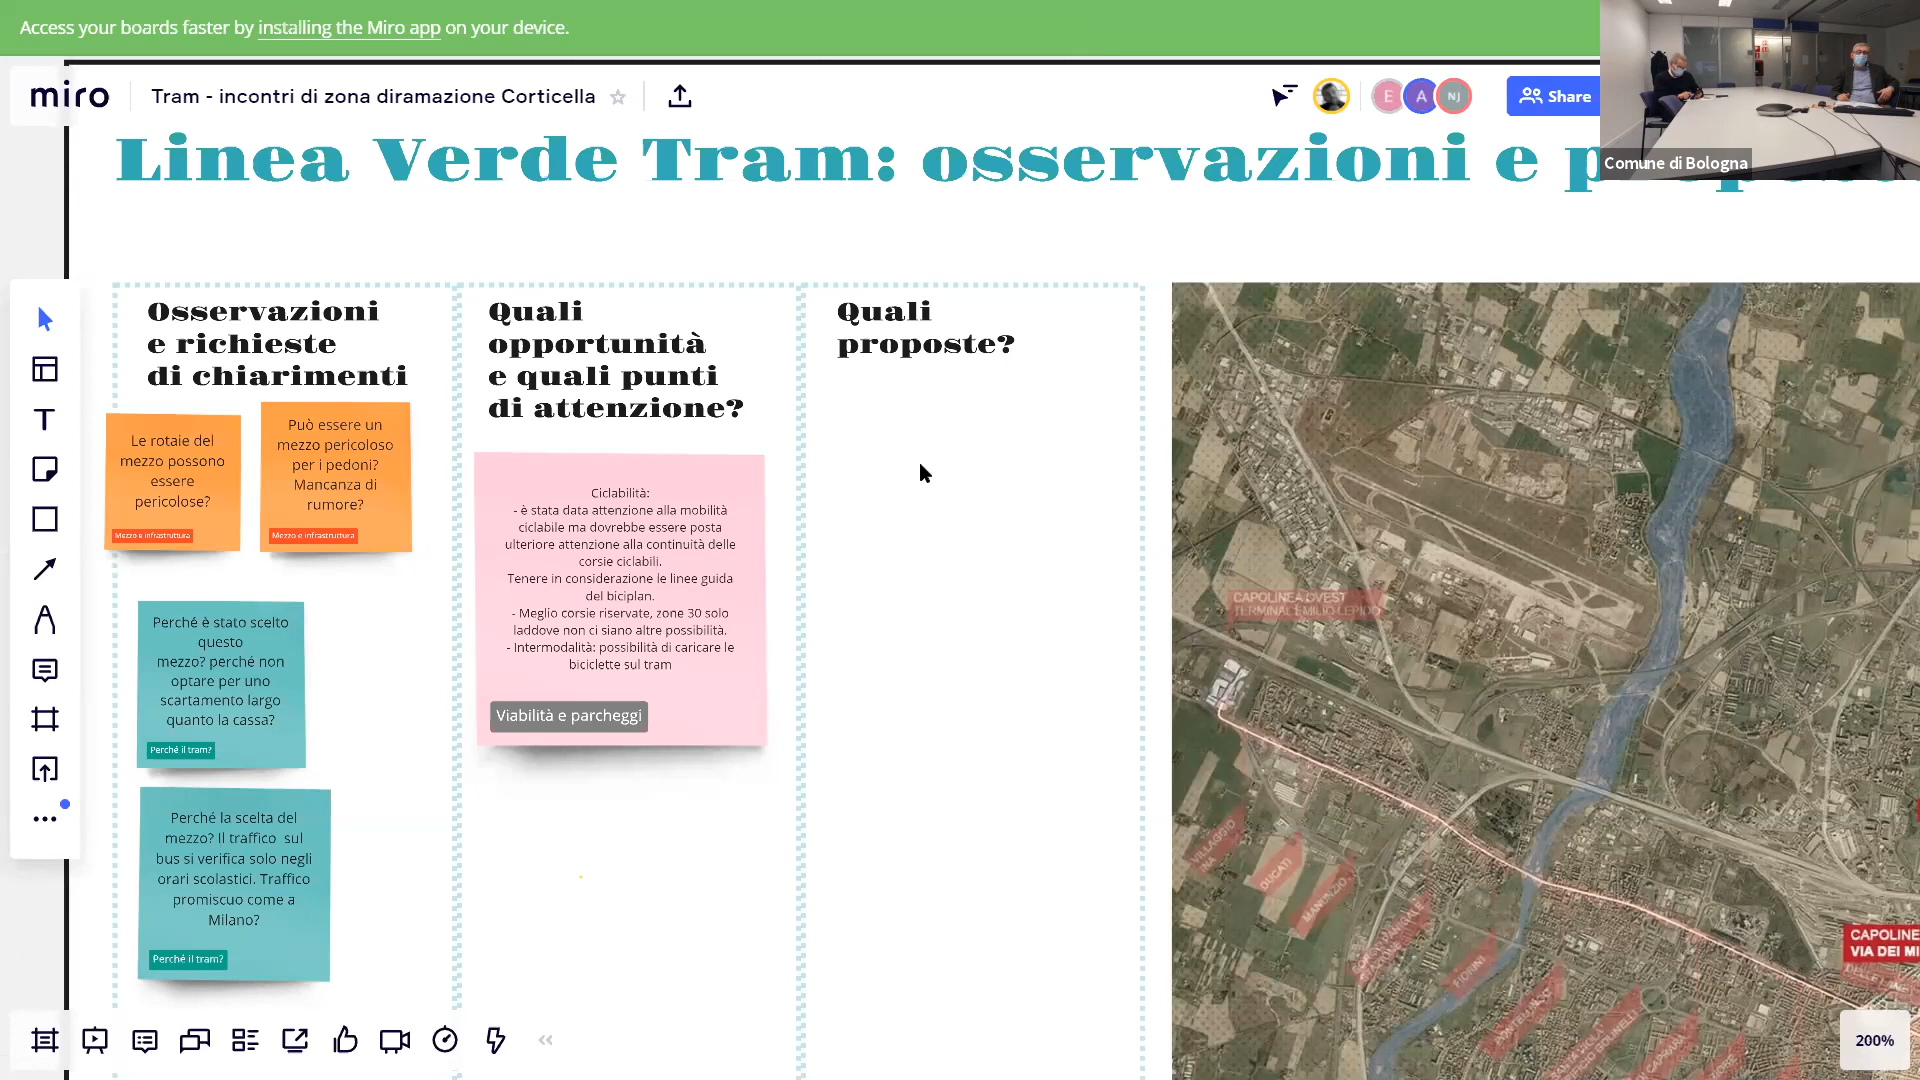 Access your boards faster by installing the Miro app on your device.
miro
Tram - incontri di zona diramazione Corticella
E
A
NJ
Share
Comune di Bologna
Linea Verde Tram: osservazioni e
Osservazioni
e richieste
di chiarimenti
Le rotaie del
mezzo possono
essere
pericolose?
Mezzo e infrastruttura
Può essere un
mezzo pericoloso
per i pedoni?
Mancanza di
rumore?
Mezzo e infrastruttura
Perché è stato scelto
questo
mezzo? perché non
optare per uno
scartamento largo
quanto la cassa?
Perché il tram?
Perché la scelta del
mezzo? Il traffico sul
bus si verifica solo negli
orari scolastici. Traffico
promiscuo come a
Milano?
Perché il tram?
Quali
opportunità
e quali punti
di attenzione?
Ciclabilità:
- è stata data attenzione alla mobilità
ciclabile ma dovrebbe essere posta
ulteriore attenzione alla continuità delle
corsie ciclabili.
Tenere in considerazione le linee guida
del biciplan.
- Meglio corsie riservate, zone 30 solo
laddove non ci siano altre possibilità.
- Intermodalità: possibilità di caricare le
biciclette sul tram
Viabilità e parcheggi
Quali
proposte?
CAPOLINEA OVEST
TERMINAL EMILIO LEPIDO
VILLAGGIO
INA
DUCATI
MANUZZIO
FIORINI
CAPOLINE
VIA DEI MI
200%